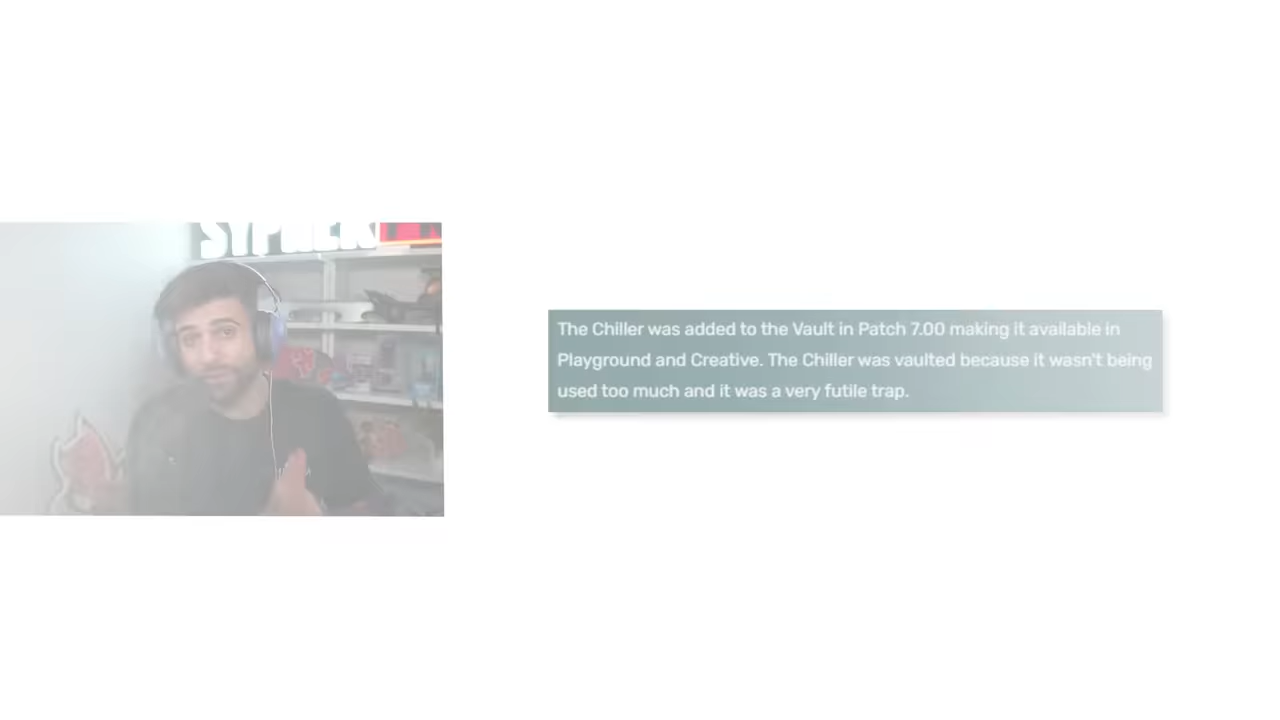 SYPHER
The Chiller was added to the Vault in Patch 7.00 making it available in
Playground and Creative. The Chiller was vaulted because it wasn't being
used too much and it was a very futile trap.